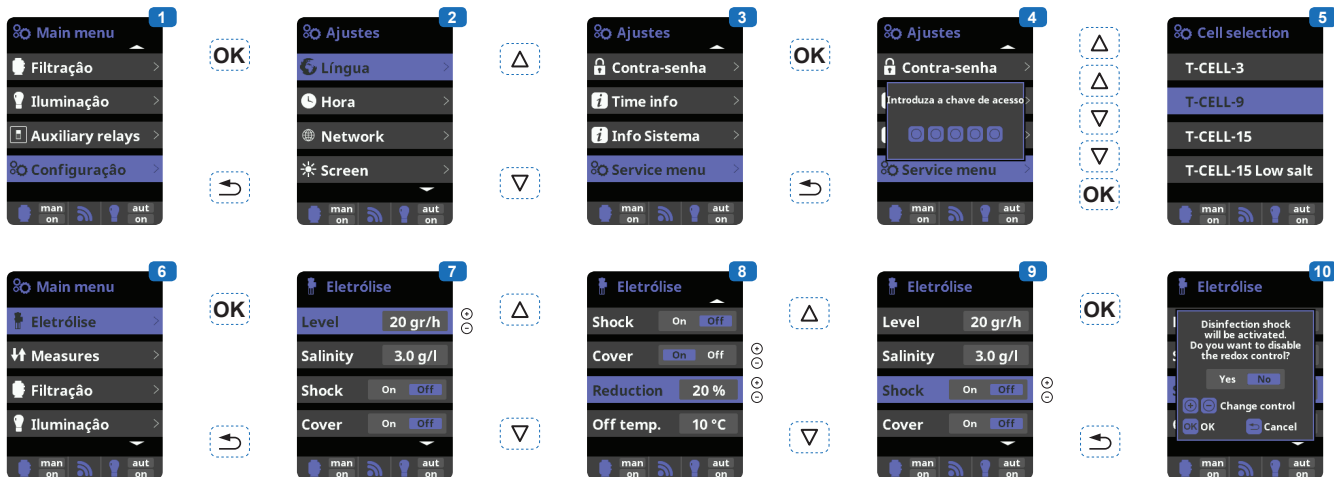 1
Main menu
Filtração
Iluminação
Auxiliary relays
Configuração
man
on
aut
on
OK
2
Ajustes
Língua
Hora
Network
Screen
man
on
aut
on
3
Ajustes
Contra-senha
Time info
Info Sistema
Service menu
man
on
aut
on
OK
4
Ajustes
Contra-senha
Introduza a chave de acesso
Service menu
man
on
aut
on
OK
5
Cell selection
T-CELL-3
T-CELL-9
T-CELL-15
T-CELL-15 Low salt
man
on
aut
on
6
Main menu
Eletrólise
Measures
Filtração
Iluminação
man
on
aut
on
OK
7
Eletrólise
Level 20 gr/h
Salinity 3.0 g/l
Shock On Off
Cover On Off
man
on
aut
on
8
Eletrólise
Shock On Off
Cover On Off
Reduction 20 %
Off temp. 10 °C
man
on
aut
on
9
Eletrólise
Level 20 gr/h
Salinity 3.0 g/l
Shock On Off
Cover On Off
man
on
aut
on
OK
10
Eletrólise
Disinfection shock
will be activated.
Do you want to disable
the redox control?
Yes No
Change control
OK OK Cancel
man
on
aut
on